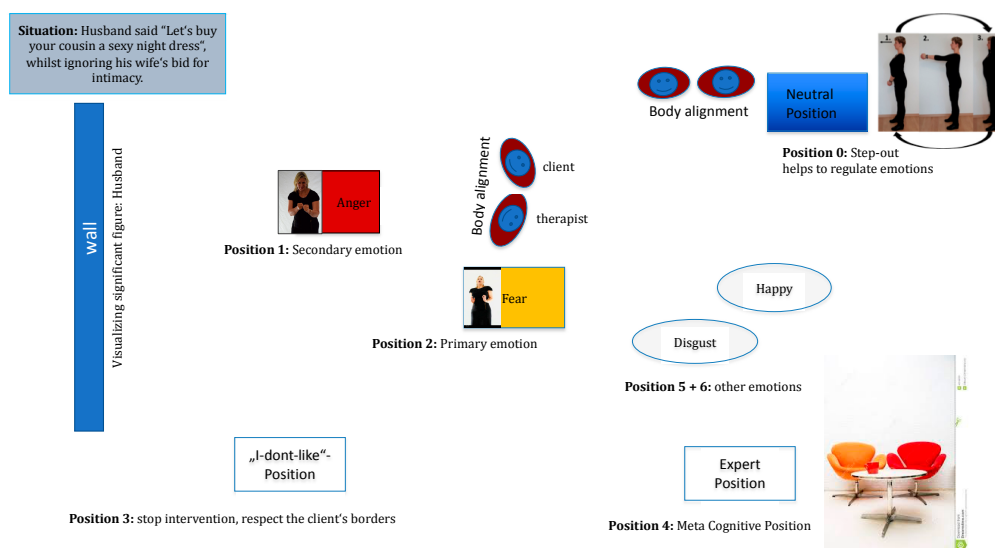 Situation: Husband said “Let‘s buy
your cousin a sexy night dress“,
whilst ignoring his wife‘s bid for
intimacy.
wall
Visualizing significant figure: Husband
Anger
Position 1: Secondary emotion
Body alignment
client
therapist
Fear
Position 2: Primary emotion
Body alignment
Neutral
Position
1.
2.
3.
Position 0: Step-out
helps to regulate emotions
Happy
Disgust
Position 5 + 6: other emotions
„I-dont-like“-
Position
Position 3: stop intervention, respect the client‘s borders
Expert
Position
Position 4: Meta Cognitive Position